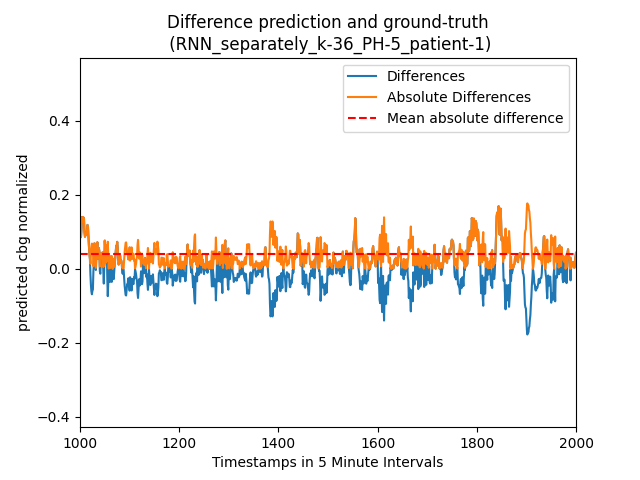 Difference prediction and ground-truth
(RNN_separately_k-36_PH-5_patient-1)
Differences
Absolute Differences
Mean absolute difference
predicted cbg normalized
0.4
0.2
0.0
−0.2
−0.4
1000 1200 1400 1600 1800 2000
Timestamps in 5 Minute Intervals